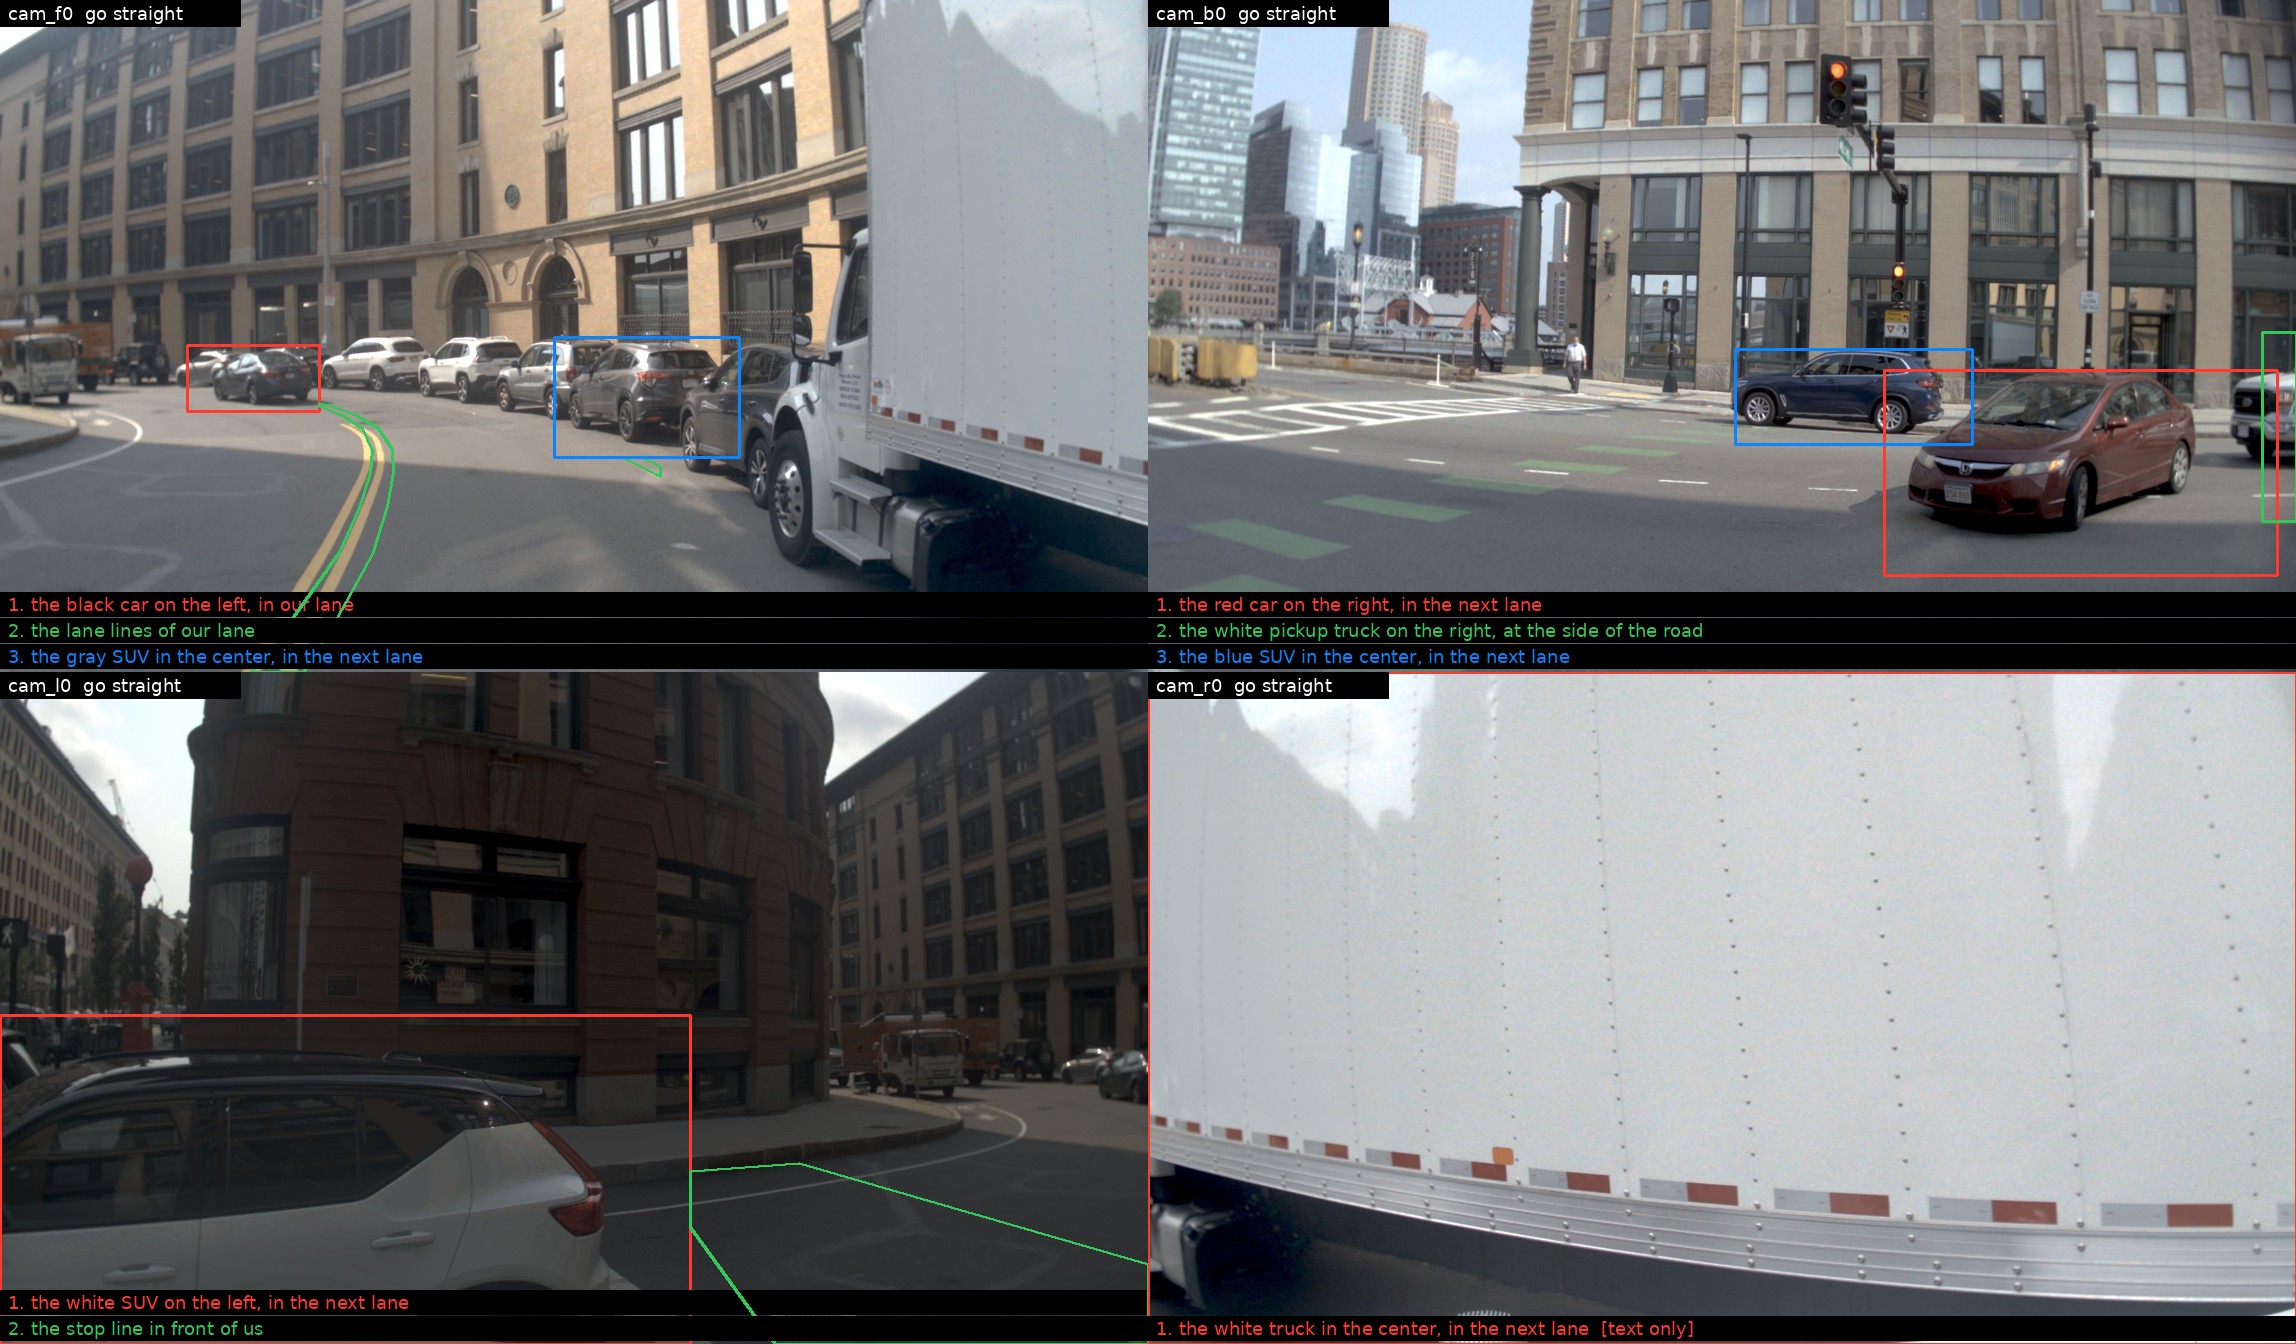 cam_f0 go straight
1. the black car on the left, in our lane
2. the lane lines of our lane
3. the gray SUV in the center, in the next lane
cam_b0 go straight
1. the red car on the right, in the next lane
2. the white pickup truck on the right, at the side of the road
3. the blue SUV in the center, in the next lane
cam_l0 go straight
1. the white SUV on the left, in the next lane
2. the stop line in front of us
cam_r0 go straight
1. the white truck in the center, in the next lane [text only]